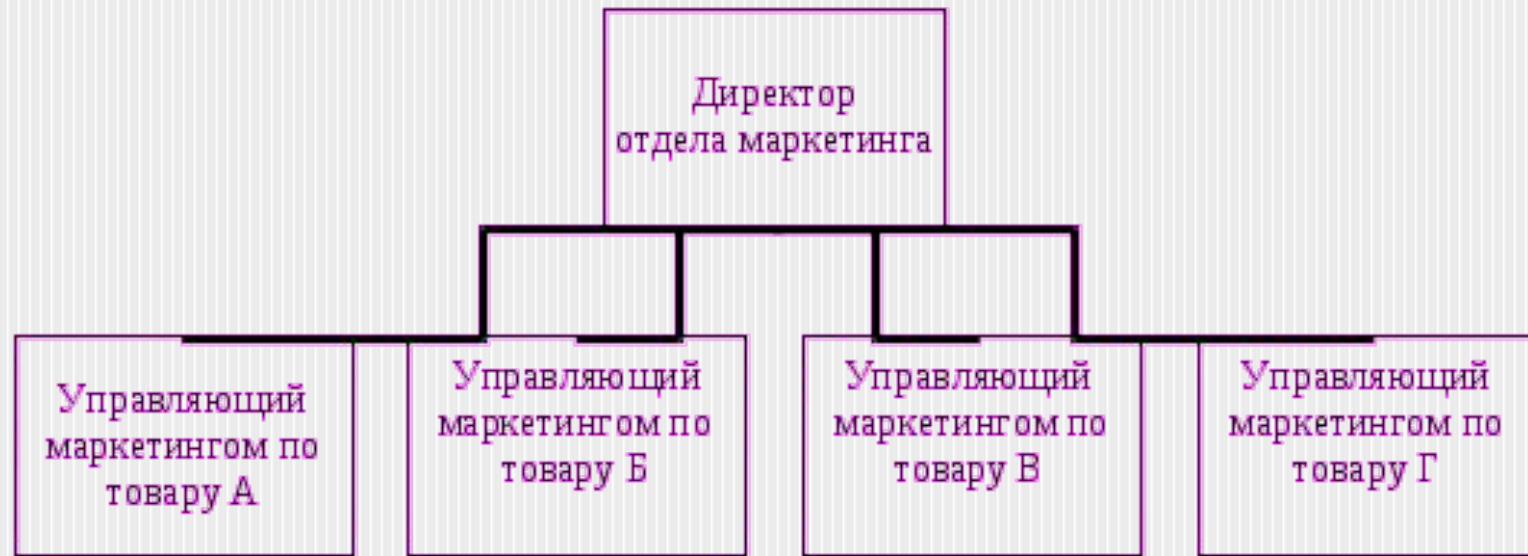 Директор
отдела маркетинга
Управляющий
маркетингом по
товару А
Управляющий
маркетингом по
товару Б
Управляющий
маркетингом по
товару В
Управляющий
маркетингом по
товару Г